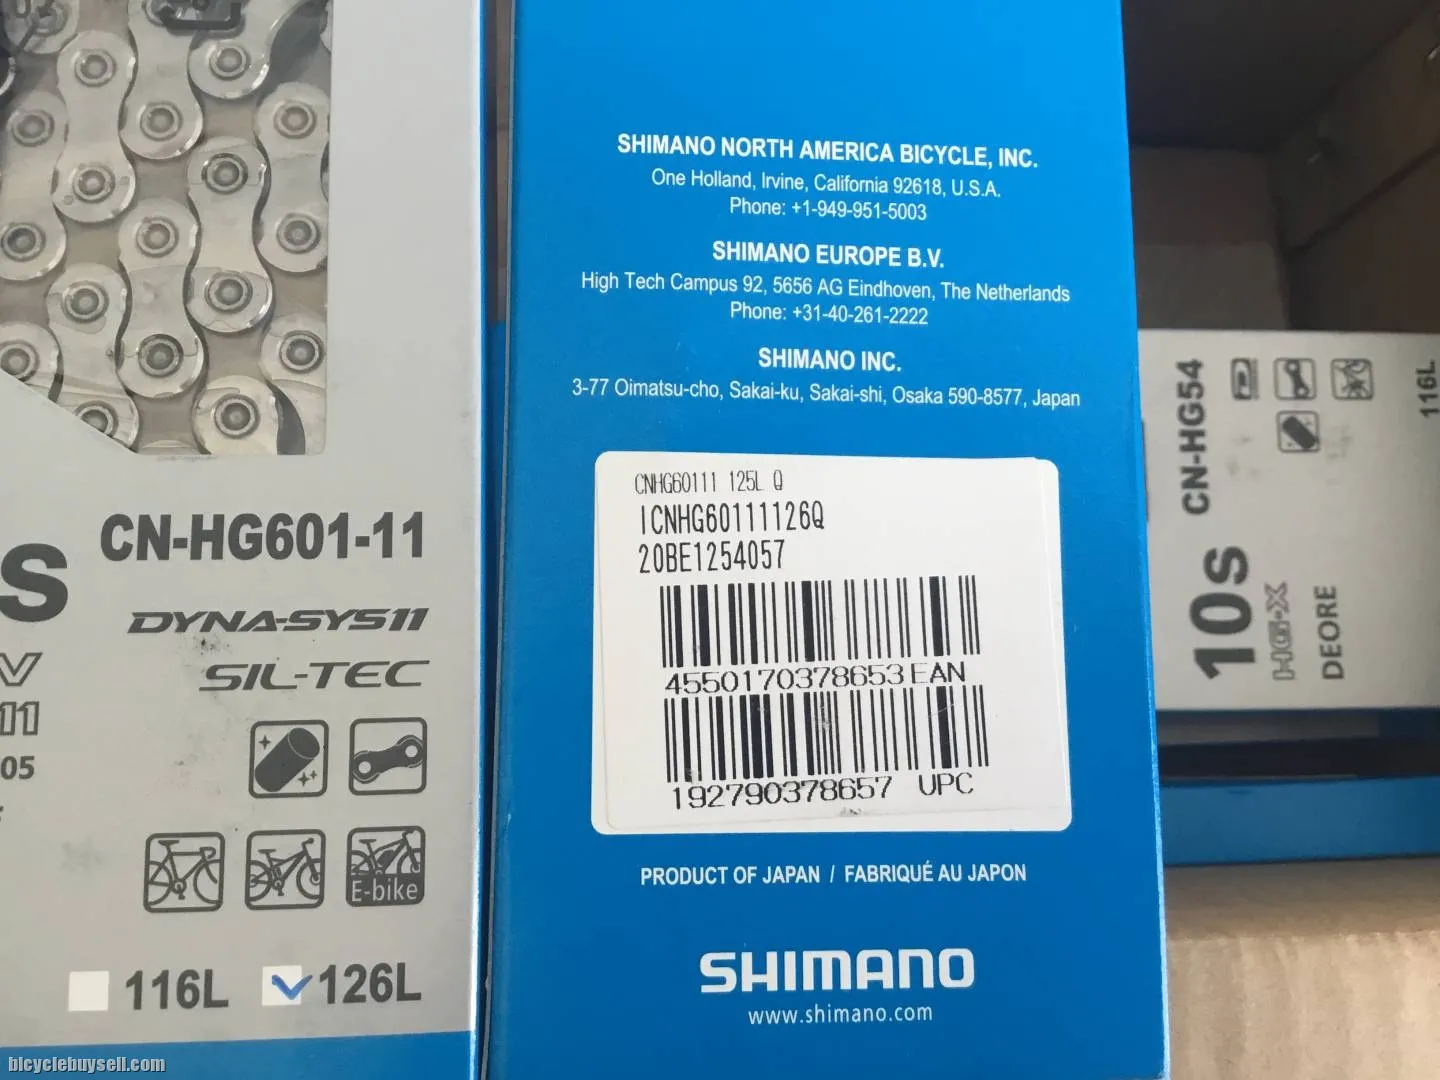 S
CN-HG601-11
DYNA-SYS11
SIL-TEC
V
11
05
E-bike
116L
126L
SHIMANO NORTH AMERICA BICYCLE, INC.
One Holland, Irvine, California 92618, U.S.A.
Phone: +1-949-951-5003
SHIMANO EUROPE B.V.
High Tech Campus 92, 5656 AG Eindhoven, The Netherlands
Phone: +31-40-261-2222
SHIMANO INC.
3-77 Oimatsu-cho, Sakai-ku, Sakai-shi, Osaka 590-8577, Japan
CNHG60111 125L Q
ICNHG60111126Q
20BE1254057
4550170378653 EAN
192790378657 UPC
PRODUCT OF JAPAN / FABRIQUÉ AU JAPON
SHIMANO
www.shimano.com
CN-HG54
10s
HG-X
DEORE
116L
bicyclebuysell.com